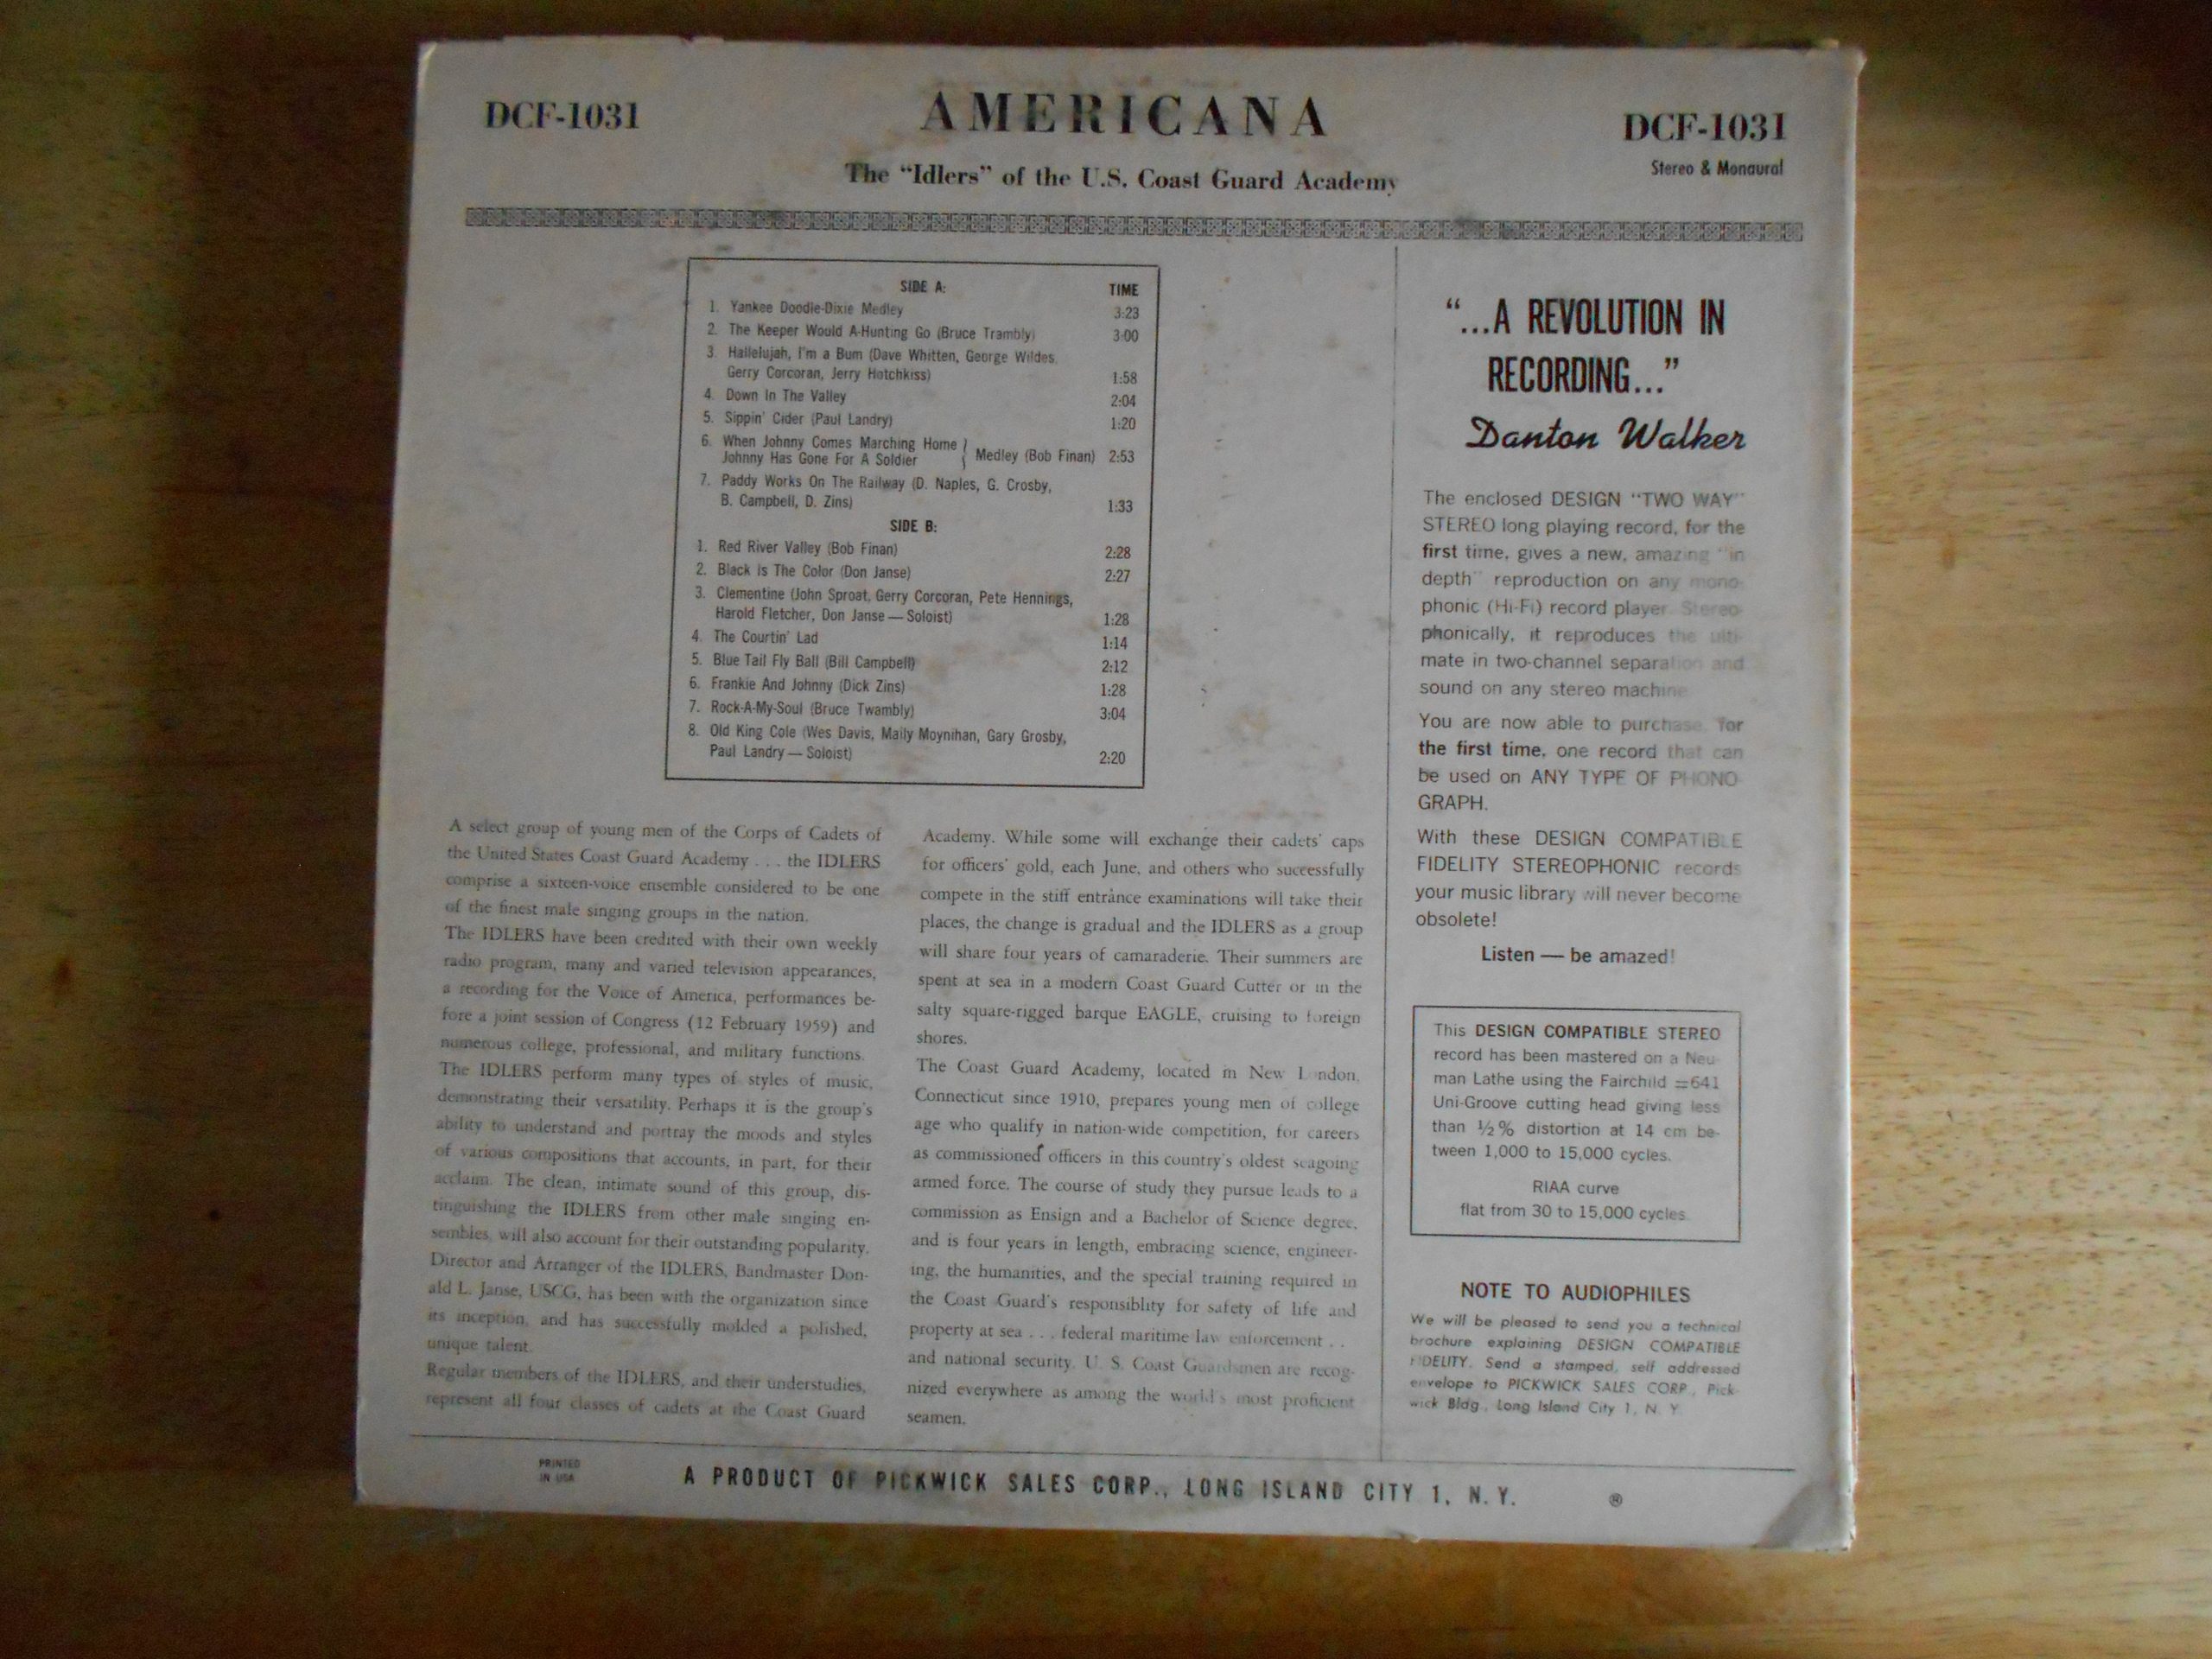 DCF-1031
AMERICANA
The “Idlers” of the U.S. Coast Guard Academy
DCF-1031
Stereo & Monaural
SIDE A: TIME
1. Yankee Doodle-Dixie Medley 3:23
2. The Keeper Would A-Hunting Go (Bruce Trambly) 3:00
3. Hallelujah, I'm a Bum (Dave Whitten, George Wildes,
Gerry Corcoran, Jerry Hotchkiss) 1:58
4. Down In The Valley 2:04
5. Sippin' Cider (Paul Landry) 1:20
6. When Johnny Comes Marching Home
Johnny Has Gone For A Soldier } Medley (Bob Finan) 2:53
7. Paddy Works On The Railway (D. Naples, G. Crosby,
B. Campbell, D. Zins) 1:33
SIDE B:
1. Red River Valley (Bob Finan) 2:28
2. Black is The Color (Don Janse) 2:27
3. Clementine (John Sproat, Gerry Corcoran, Pete Hennings,
Harold Fletcher, Don Janse — Soloist) 1:28
4. The Courtin' Lad 1:14
5. Blue Tail Fly Ball (Bill Campbell) 2:12
6. Frankie And Johnny (Dick Zins) 1:28
7. Rock-A-My-Soul (Bruce Twambly) 3:04
8. Old King Cole (Wes Davis, Maily Moynihan, Gary Grosby,
Paul Landry — Soloist) 2:20
A select group of young men of the Corps of Cadets of
the United States Coast Guard Academy . . . the IDLERS
comprise a sixteen-voice ensemble considered to be one
of the finest male singing groups in the nation.
The IDLERS have been credited with their own weekly
radio program, many and varied television appearances,
a recording for the Voice of America, performances be-
fore a joint session of Congress (12 February 1959) and
numerous college, professional, and military functions.
The IDLERS perform many types of styles of music,
demonstrating their versatility. Perhaps it is the group's
ability to understand and portray the moods and styles
of various compositions that accounts, in part, for their
acclaim. The clean, intimate sound of this group, dis-
tinguishing the IDLERS from other male singing en-
sembles, will also account for their outstanding popularity.
Director and Arranger of the IDLERS, Bandmaster Don-
ald L. Janse, USCG, has been with the organization since
its inception, and has successfully molded a polished,
unique talent.
Regular members of the IDLERS, and their understudies,
represent all four classes of cadets at the Coast Guard
Academy. While some will exchange their cadets' caps
for officers' gold, each June, and others who successfully
compete in the stiff entrance examinations will take their
places, the change is gradual and the IDLERS as a group
will share four years of camaraderie. Their summers are
spent at sea in a modern Coast Guard Cutter or in the
salty square-rigged barque EAGLE, cruising to foreign
shores.
The Coast Guard Academy, located in New London,
Connecticut since 1910, prepares young men of college
age who qualify in nation-wide competition, for careers
as commissioned officers in this country's oldest seagoing
armed force. The course of study they pursue leads to a
commission as Ensign and a Bachelor of Science degree,
and is four years in length, embracing science, engineer-
ing, the humanities, and the special training required in
the Coast Guard's responsiblity for safety of life and
property at sea . . . federal maritime law enforcement . .
and national security. U. S. Coast Guardsmen are recog-
nized everywhere as among the world's most proficient
seamen.
“...A REVOLUTION IN
RECORDING...”
Danton Walker
The enclosed DESIGN “TWO WAY”
STEREO long playing record, for the
first time, gives a new, amazing “in
depth” reproduction on any mono-
phonic (Hi-Fi) record player. Stereo-
phonically, it reproduces the ulti-
mate in two-channel separation and
sound on any stereo machine
You are now able to purchase, for
the first time, one record that can
be used on ANY TYPE OF PHONO-
GRAPH.
With these DESIGN COMPATIBLE
FIDELITY STEREOPHONIC records
your music library will never become
obsolete!
Listen — be amazed!
This DESIGN COMPATIBLE STEREO
record has been mastered on a Neu-
man Lathe using the Fairchild #641
Uni-Groove cutting head giving less
than ½% distortion at 14 cm be-
tween 1,000 to 15,000 cycles.
RIAA curve
flat from 30 to 15,000 cycles
NOTE TO AUDIOPHILES
We will be pleased to send you a technical
brochure explaining DESIGN COMPATIBLE
FIDELITY. Send a stamped, self addressed
envelope to PICKWICK SALES CORP., Pick-
wick Bldg., Long Island City 1, N. Y.
PRINTED
IN USA
A PRODUCT OF PICKWICK SALES CORP., LONG ISLAND CITY 1, N. Y.